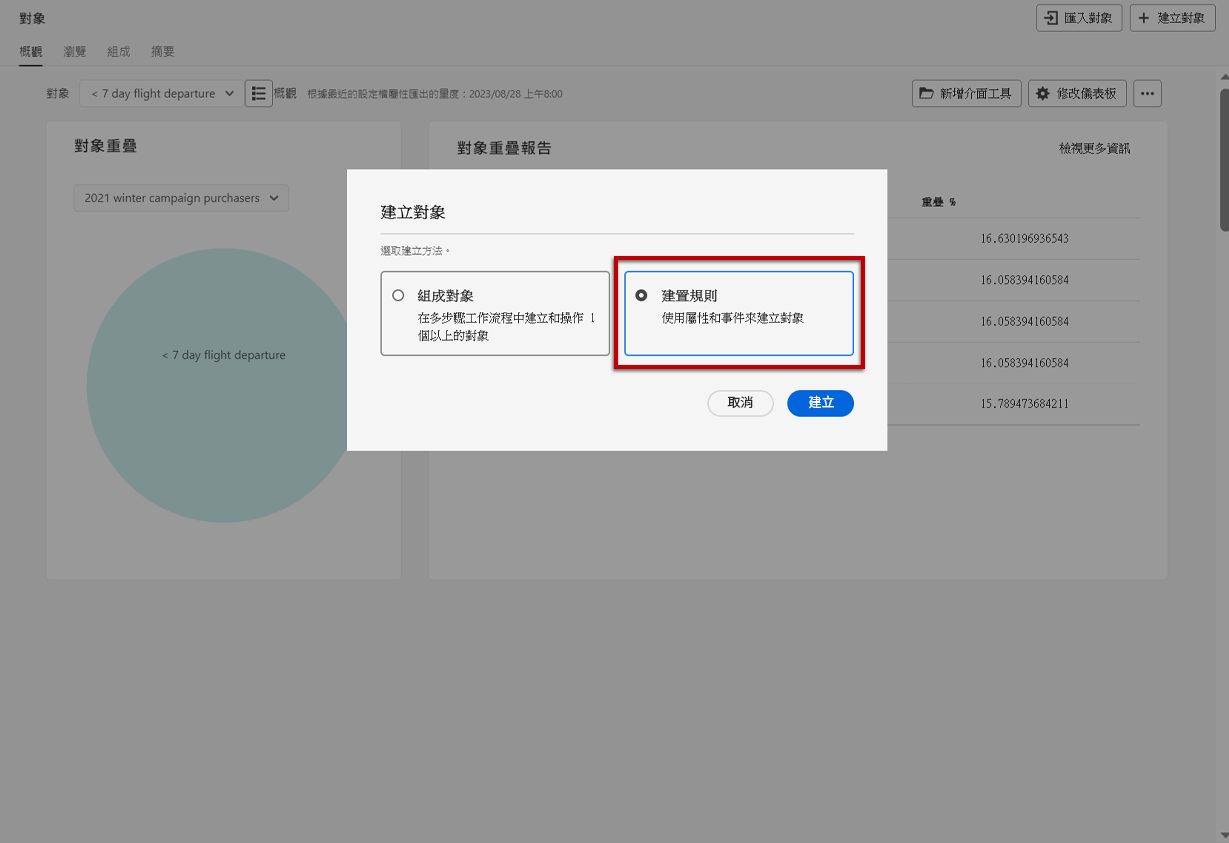 對象
匯入對象
建立對象
概觀 瀏覽 組成 摘要
對象
< 7 day flight departure
概觀
根據最近的設定檔屬性匯出的量度：2023/08/28 上午8:00
新增介面工具
修改儀表板
對象重疊
對象重疊報告
檢視更多資訊
2021 winter campaign purchasers
< 7 day flight departure
重疊 %
16.630196936543
16.058394160584
16.058394160584
16.058394160584
15.789473684211
建立對象
選取建立方法。
組成對象
在多步驟工作流程中建立和操作 1
個以上的對象
建置規則
使用屬性和事件來建立對象
取消
建立